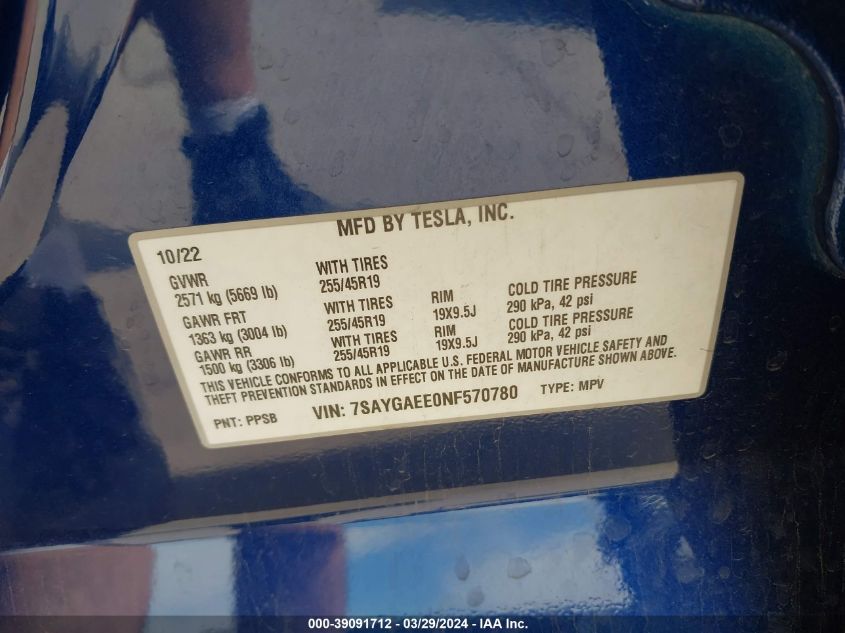 MFD BY TESLA, INC.
10/22
GVWR
2571 kg (5669 lb)
WITH TIRES
255/45R19
GAWR FRT
1363 kg (3004 lb)
WITH TIRES
255/45R19
RIM
19X9.5J
COLD TIRE PRESSURE
290 kPa, 42 psi
GAWR RR
1500 kg (3306 lb)
WITH TIRES
255/45R19
RIM
19X9.5J
COLD TIRE PRESSURE
290 kPa, 42 psi
THIS VEHICLE CONFORMS TO ALL APPLICABLE U.S. FEDERAL MOTOR VEHICLE SAFETY AND
THEFT PREVENTION STANDARDS IN EFFECT ON THE DATE OF MANUFACTURE SHOWN ABOVE.
PNT: PPSB VIN: 7SAYGAEE0NF570780 TYPE: MPV
000-39091712 — 03/29/2024 - IAA Inc.